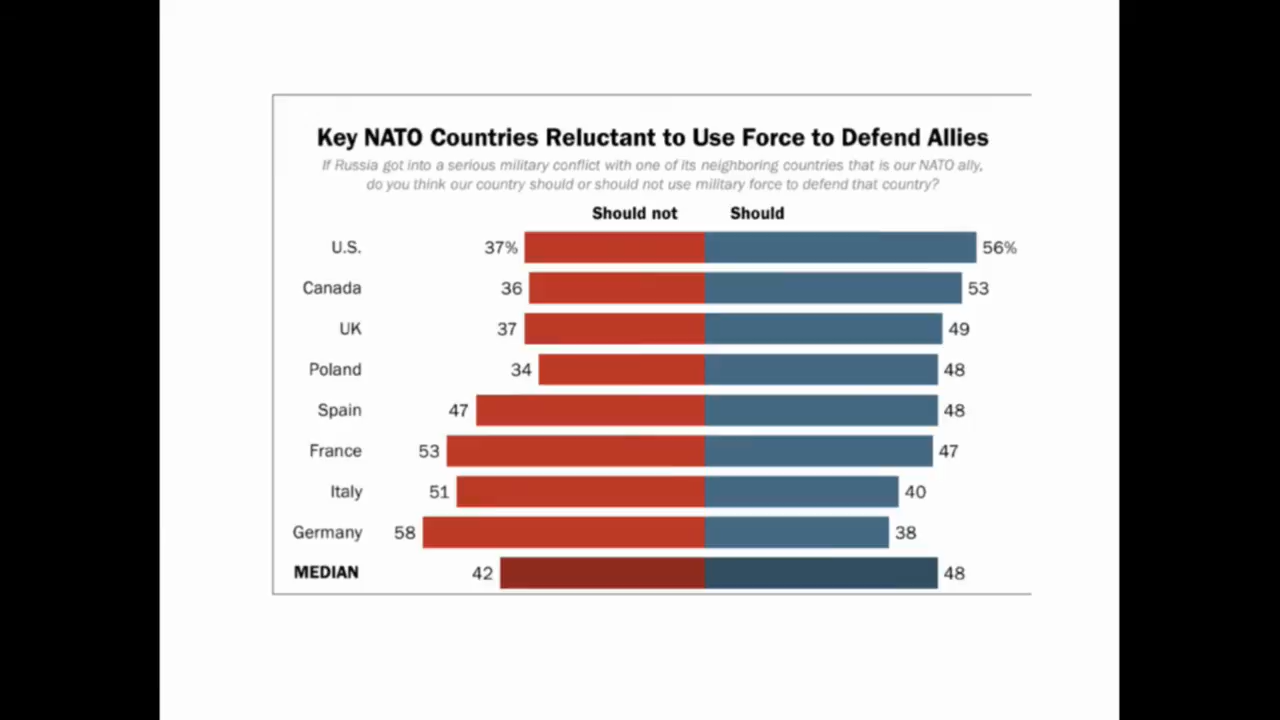 Key NATO Countries Reluctant to Use Force to Defend Allies
If Russia got into a serious military conflict with one of its neighboring countries that is our NATO ally,
do you think our country should or should not use military force to defend that country?
Should not Should
U.S. 37% 56%
Canada 36 53
UK 37 49
Poland 34 48
Spain 47 48
France 53 47
Italy 51 40
Germany 58 38
MEDIAN 42 48